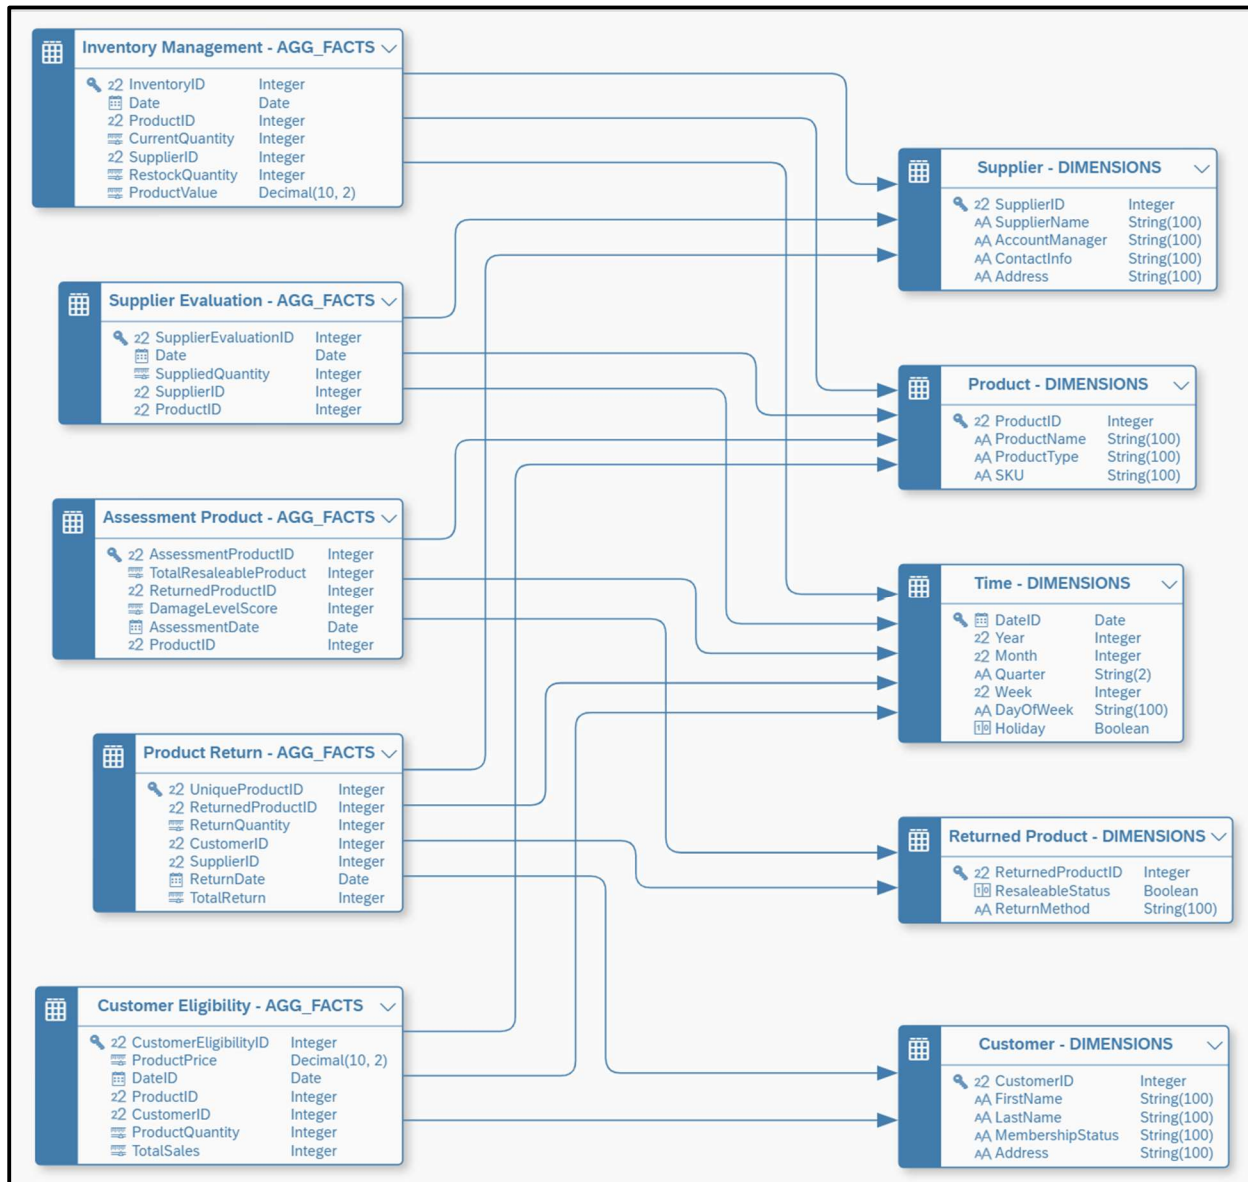 Inventory Management - AGG_FACTS
InventoryID Integer
Date Date
ProductID Integer
CurrentQuantity Integer
SupplierID Integer
RestockQuantity Integer
ProductValue Decimal(10, 2)
Supplier Evaluation - AGG_FACTS
SupplierEvaluationID Integer
Date Date
SuppliedQuantity Integer
SupplierID Integer
ProductID Integer
Assessment Product - AGG_FACTS
AssessmentProductID Integer
TotalResaleableProduct Integer
ReturnedProductID Integer
DamageLevelScore Integer
AssessmentDate Date
ProductID Integer
Product Return - AGG_FACTS
UniqueProductID Integer
ReturnedProductID Integer
ReturnQuantity Integer
CustomerID Integer
SupplierID Integer
ReturnDate Date
TotalReturn Integer
Customer Eligibility - AGG_FACTS
CustomerEligibilityID Integer
ProductPrice Decimal(10, 2)
DateID Date
ProductID Integer
CustomerID Integer
ProductQuantity Integer
TotalSales Integer
Supplier - DIMENSIONS
SupplierID Integer
SupplierName String(100)
AccountManager String(100)
ContactInfo String(100)
Address String(100)
Product - DIMENSIONS
ProductID Integer
ProductName String(100)
ProductType String(100)
SKU String(100)
Time - DIMENSIONS
DateID Date
Year Integer
Month Integer
Quarter String(2)
Week Integer
DayOfWeek String(100)
Holiday Boolean
Returned Product - DIMENSIONS
ReturnedProductID Integer
ResaleableStatus Boolean
ReturnMethod String(100)
Customer - DIMENSIONS
CustomerID Integer
FirstName String(100)
LastName String(100)
MembershipStatus String(100)
Address String(100)